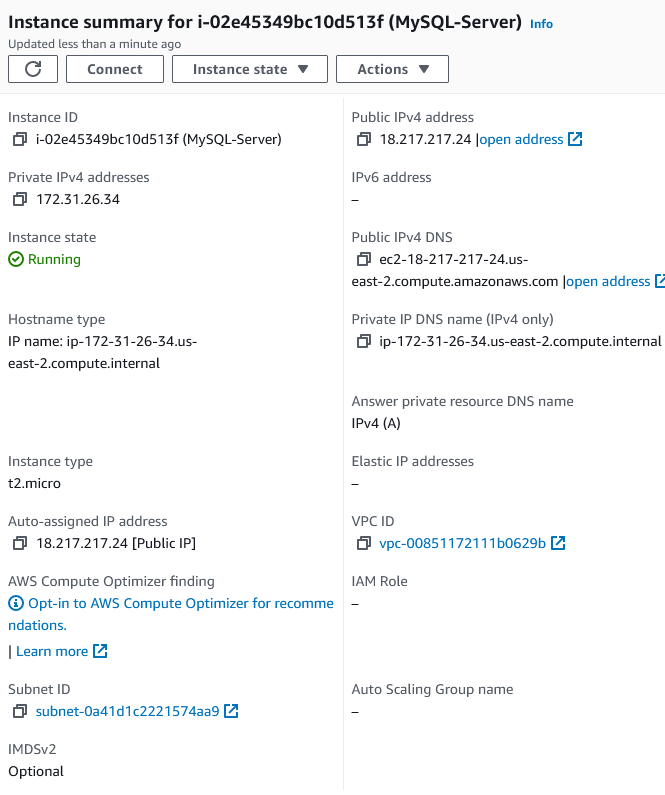 Instance summary for i-02e45349bc10d513f (MySQL-Server) Info
Updated less than a minute ago
Connect
Instance state
Actions
Instance ID
i-02e45349bc10d513f (MySQL-Server)
Public IPv4 address
18.217.217.24 |open address
Private IPv4 addresses
172.31.26.34
IPv6 address
–
Instance state
Running
Public IPv4 DNS
ec2-18-217-217-24.us-
east-2.compute.amazonaws.com |open address
Hostname type
IP name: ip-172-31-26-34.us-
east-2.compute.internal
Private IP DNS name (IPv4 only)
ip-172-31-26-34.us-east-2.compute.internal
Answer private resource DNS name
IPv4 (A)
Instance type
t2.micro
Elastic IP addresses
–
Auto-assigned IP address
18.217.217.24 [Public IP]
VPC ID
vpc-00851172111b0629b
AWS Compute Optimizer finding
Opt-in to AWS Compute Optimizer for recomme
ndations.
| Learn more
IAM Role
–
Subnet ID
subnet-0a41d1c2221574aa9
Auto Scaling Group name
–
IMDSv2
Optional